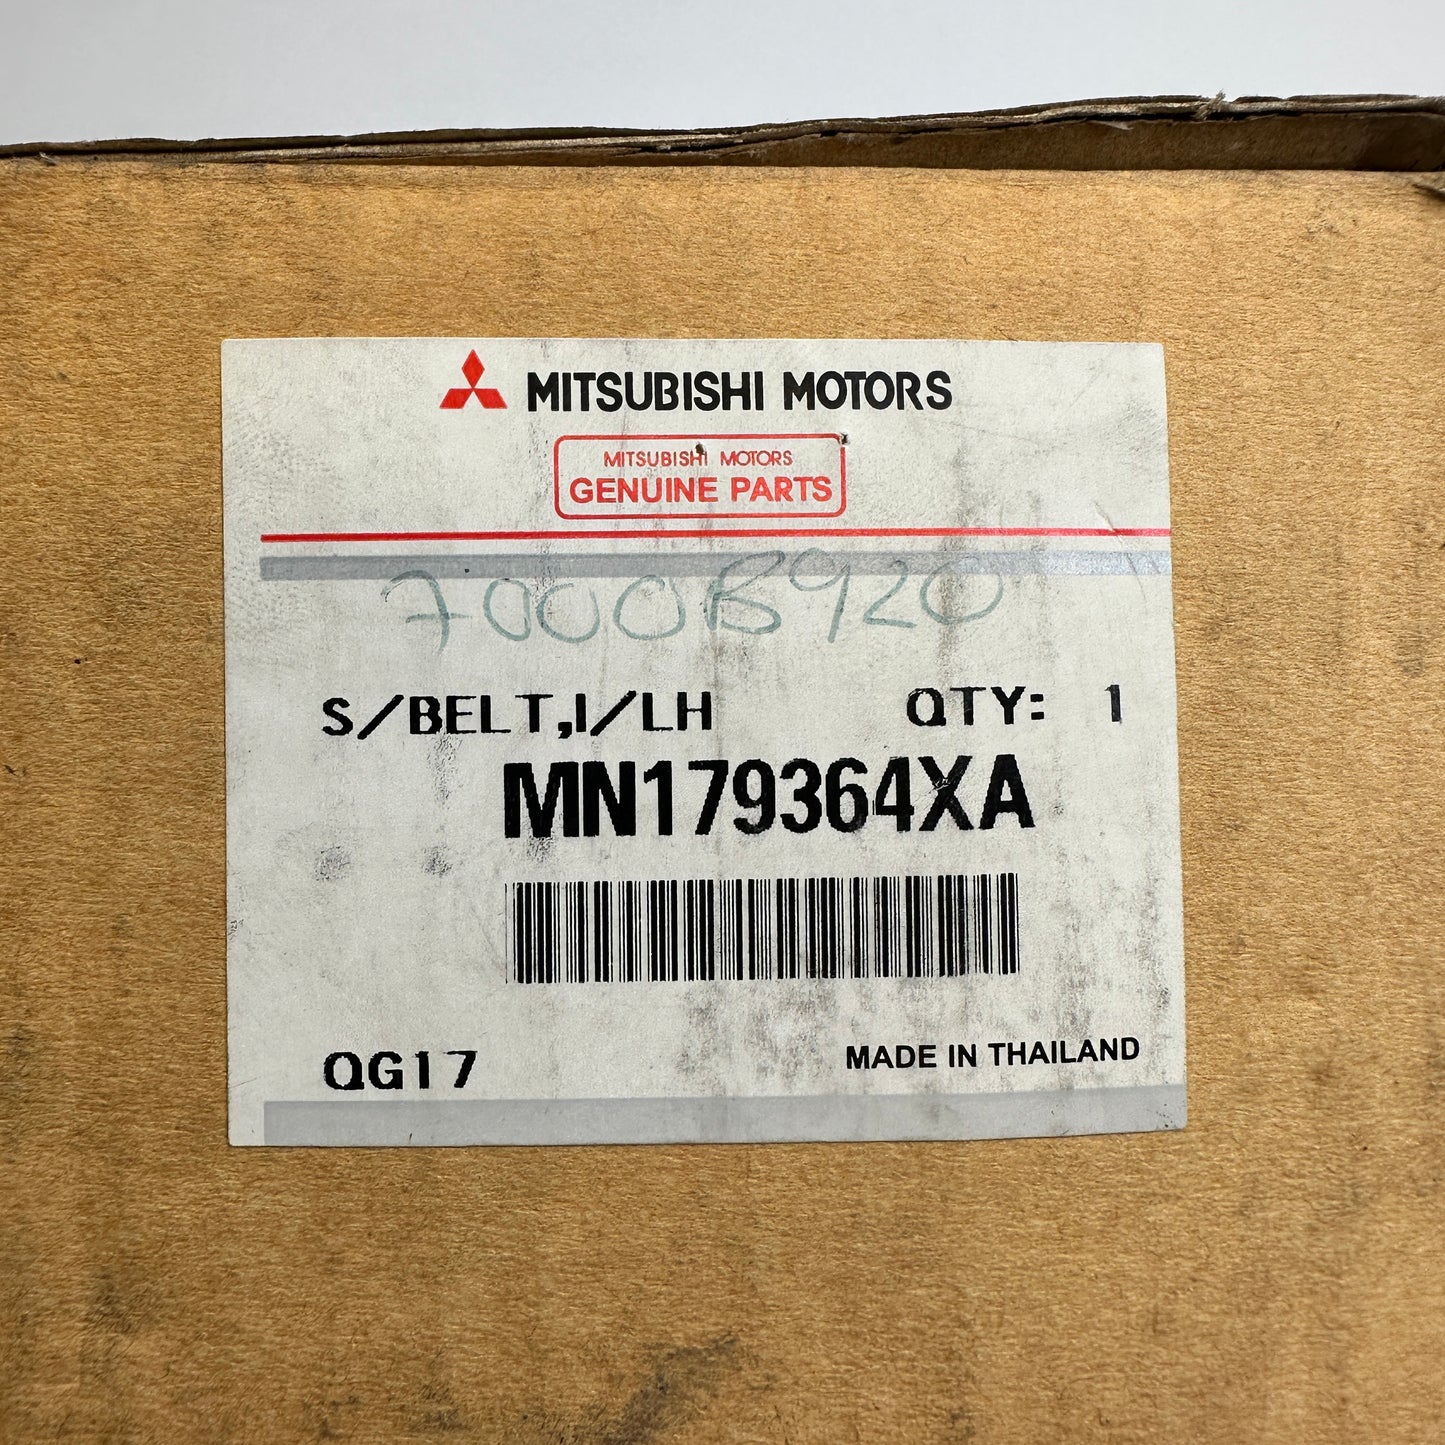 MITSUBISHI MOTORS
MITSUBISHI MOTORS
GENUINE PARTS
7000B920
S/BELT,I/LH QTY: 1
MN179364XA
QG17 MADE IN THAILAND